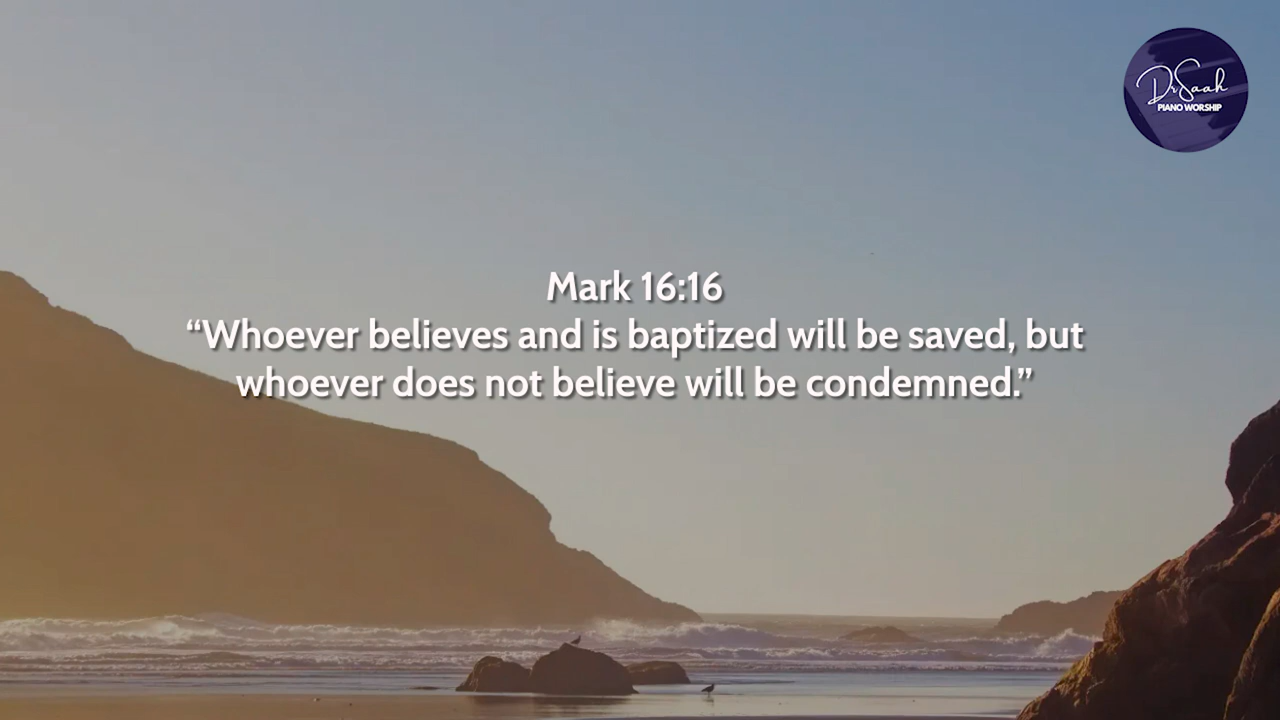 DrSaah
PIANO WORSHIP
Mark 16:16
“Whoever believes and is baptized will be saved, but
whoever does not believe will be condemned.”